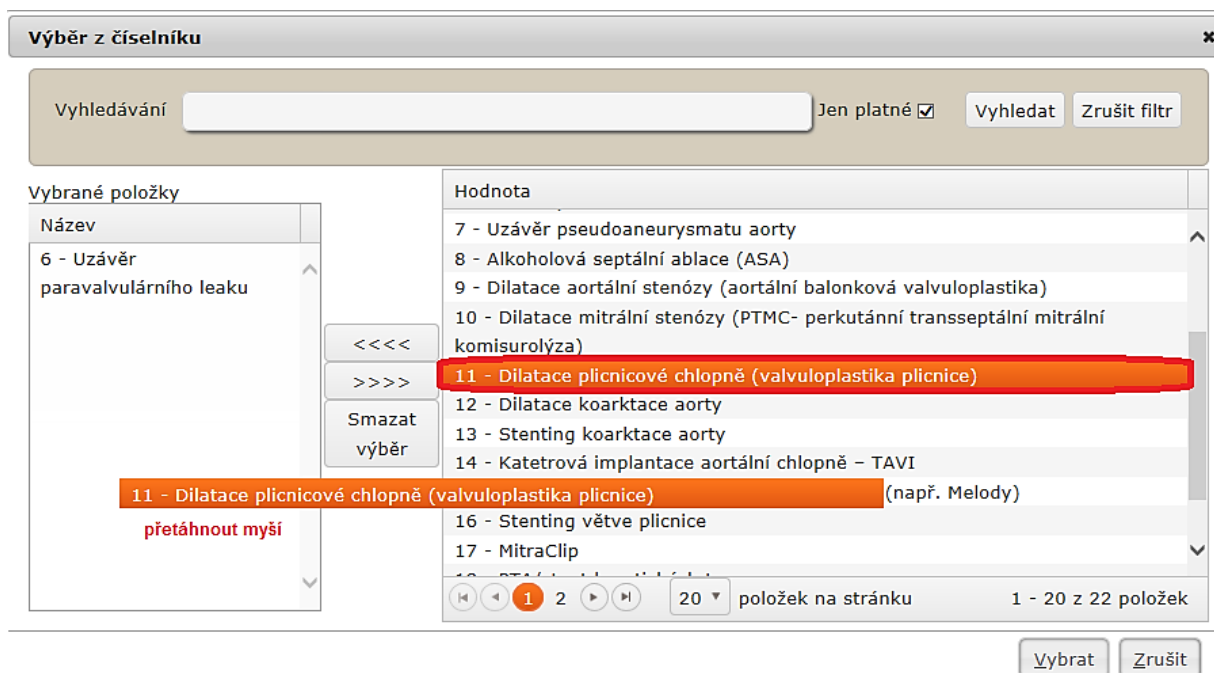 Výběr z číselníku
Vyhledávání
Jen platné
Vyhledat
Zrušit filtr
Vybrané položky
Název
6 - Uzávěr
paravalvulárního leaku
<<<<
>>>>
Smazat
výběr
Hodnota
7 - Uzávěr pseudoaneurysmatu aorty
8 - Alkoholová septální ablace (ASA)
9 - Dilatace aortální stenózy (aortální balonková valvuloplastika)
10 - Dilatace mitrální stenózy (PTMC- perkutánní transseptální mitrální
komisurolýza)
11 - Dilatace plicnicové chlopně (valvuloplastika plicnice)
12 - Dilatace koarktace aorty
13 - Stenting koarktace aorty
14 - Katetrová implantace aortální chlopně – TAVI
11 - Dilatace plicnicové chlopně (valvuloplastika plicnice)
(např. Melody)
přetáhnout myší
16 - Stenting větve plicnice
17 - MitraClip
1 2
20
položek na stránku
1 - 20 z 22 položek
Vybrat
Zrušit